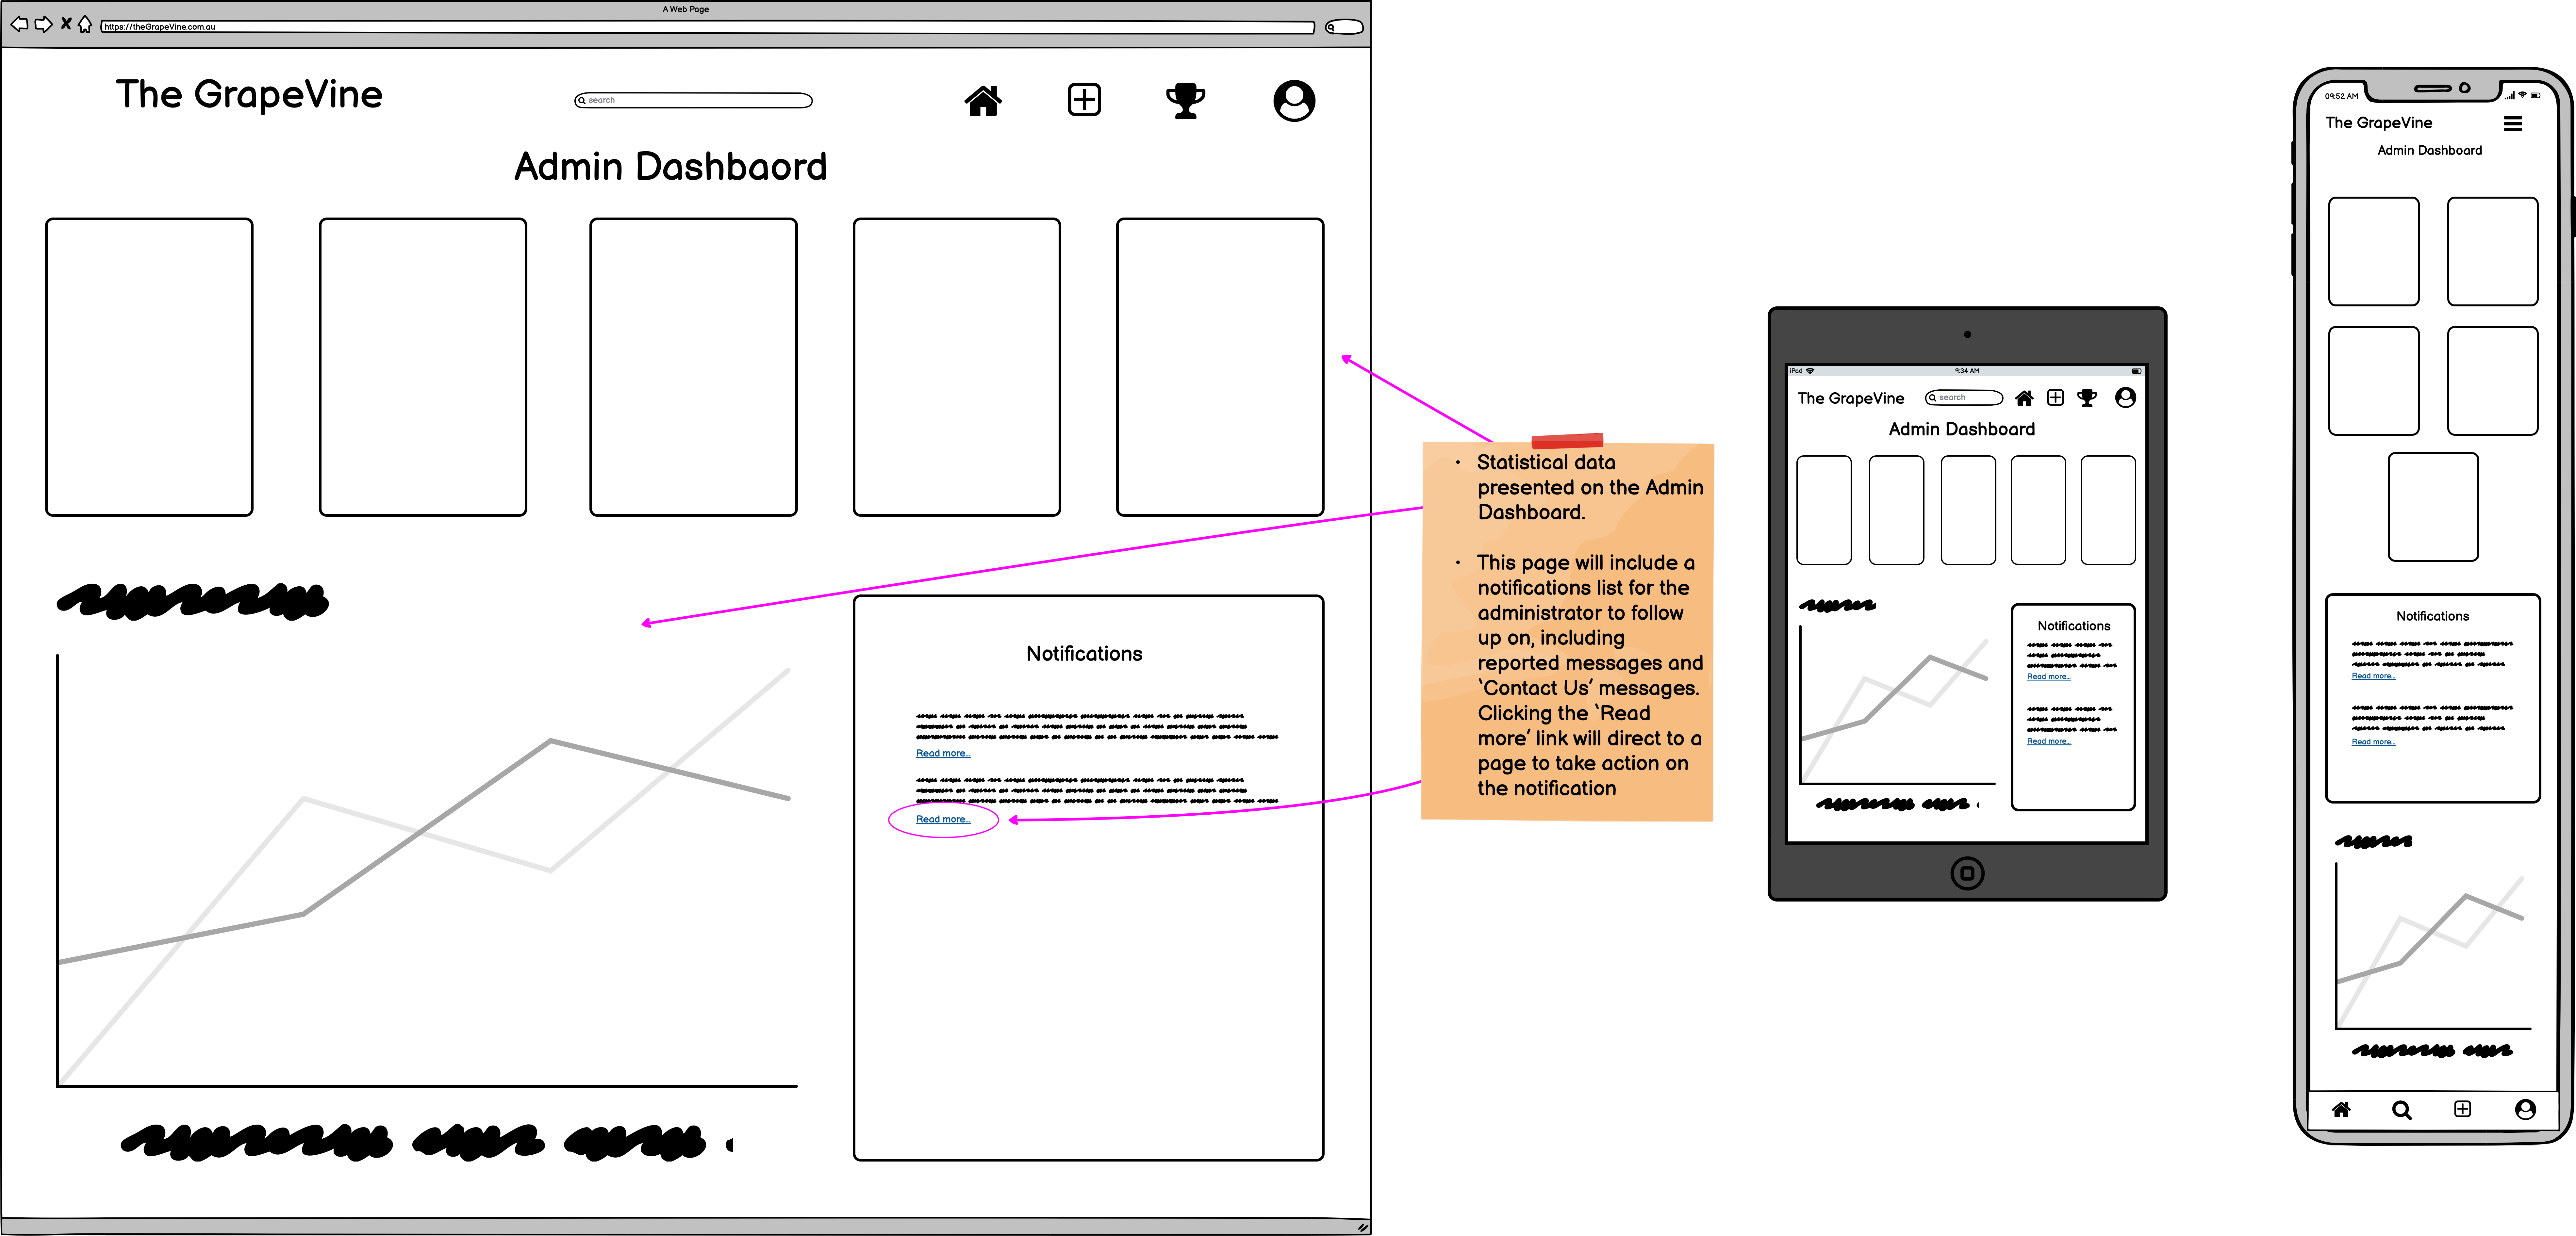 A Web Page
https://theGrapeVine.com.au
The GrapeVine
search
Admin Dashbaord
Notifications
Read more...
Read more...
• Statistical data
presented on the Admin
Dashboard.
• This page will include a
notifications list for the
administrator to follow
up on, including
reported messages and
‘Contact Us’ messages.
Clicking the ‘Read
more’ link will direct to a
page to take action on
the notification
iPad
9:34 AM
The GrapeVine
search
Admin Dashboard
Notifications
Read more...
Read more...
09:52 AM
The GrapeVine
Admin Dashboard
Notifications
Read more...
Read more...